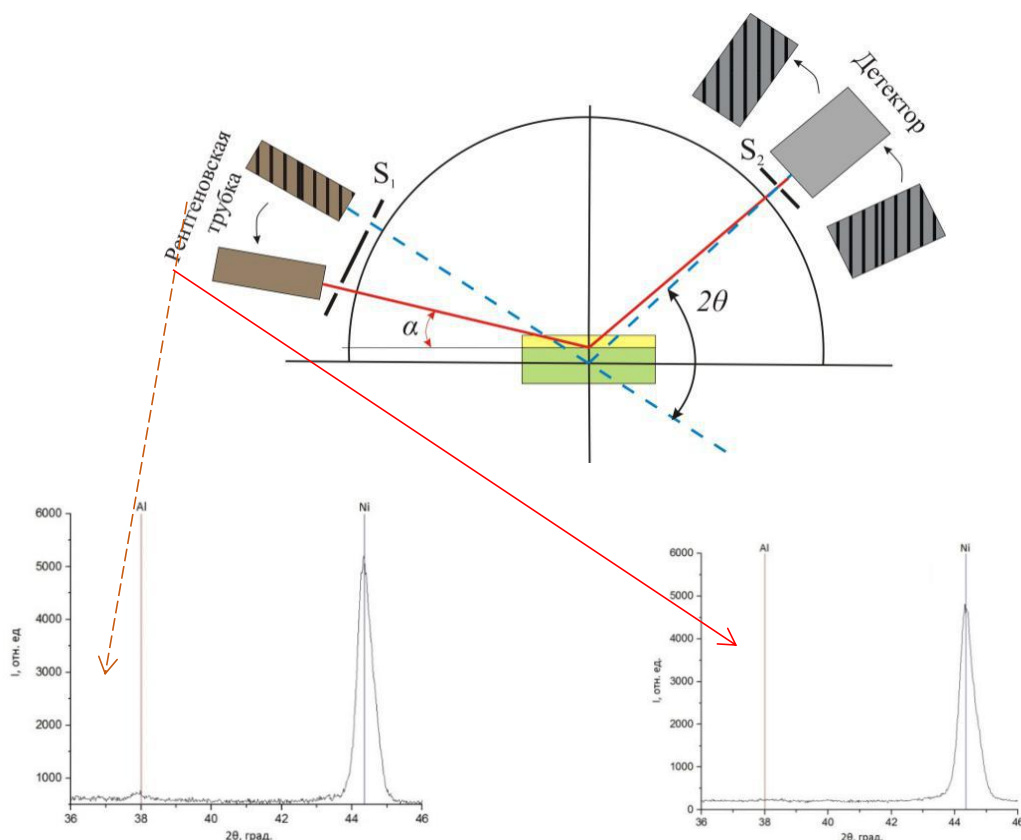 Рентгеновская
трубка
S₁
S₂
Детектор
α
2θ
Al
Ni
I, отн. ед
6000
5000
4000
3000
2000
1000
36
38
40
42
44
46
2θ, град.
Al
Ni
I, отн. ед.
6000
5000
4000
3000
2000
1000
0
36
38
40
42
44
46
2θ, град.